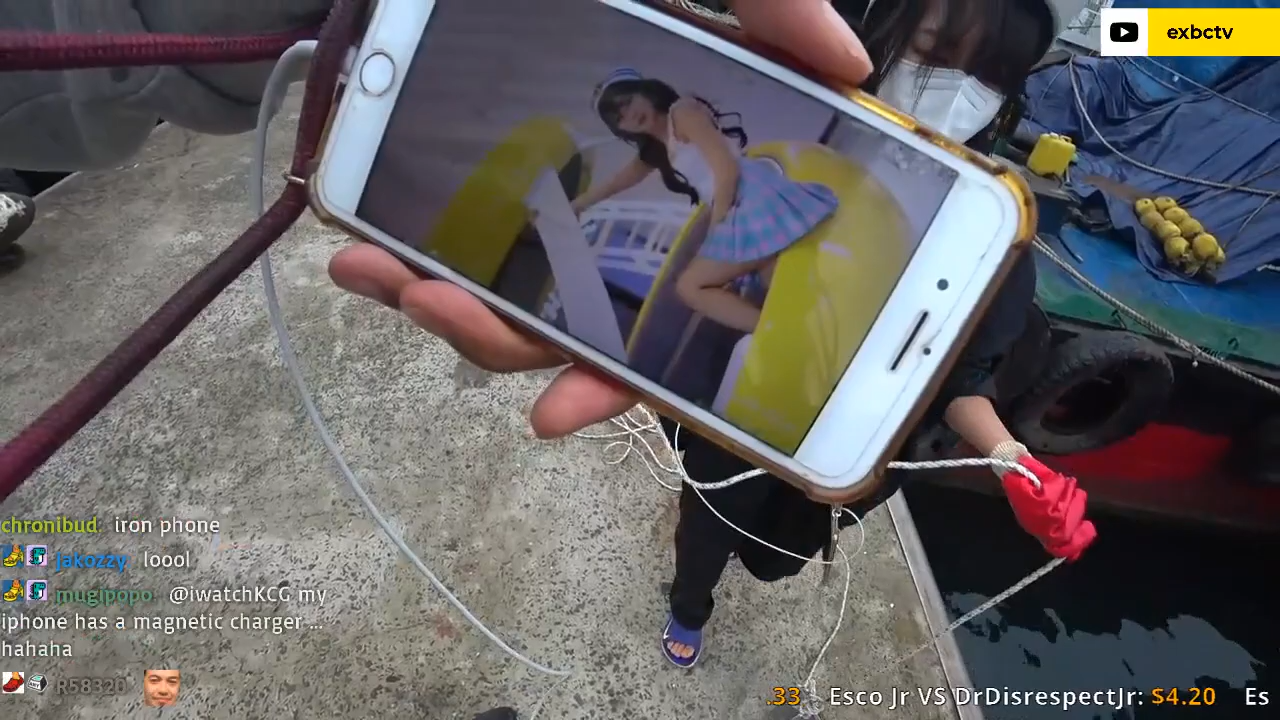 exbctv
chronibud iron phone
jakozzy loool
mugipopo @iwatchKCG my
iphone has a magnetic charger ...
hahaha
R58320
.33 Esco Jr VS DrDisrespectJr: $4.20 Es